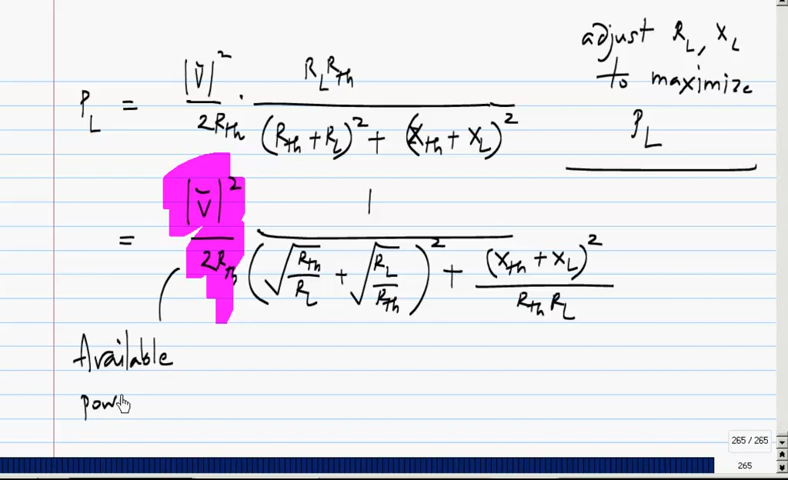 adjust R_L, X_L
to maximize
P_L
P_L = |V̄|²/2R_Th · R_L R_Th / (R_Th + R_L)² + (X_Th + X_L)²
= |V̄|²/2R_Th 1 / (√(R_Th/R_L) + √(R_L/R_Th))² + (X_Th + X_L)²/R_Th R_L
Available
pow
265 / 265
265